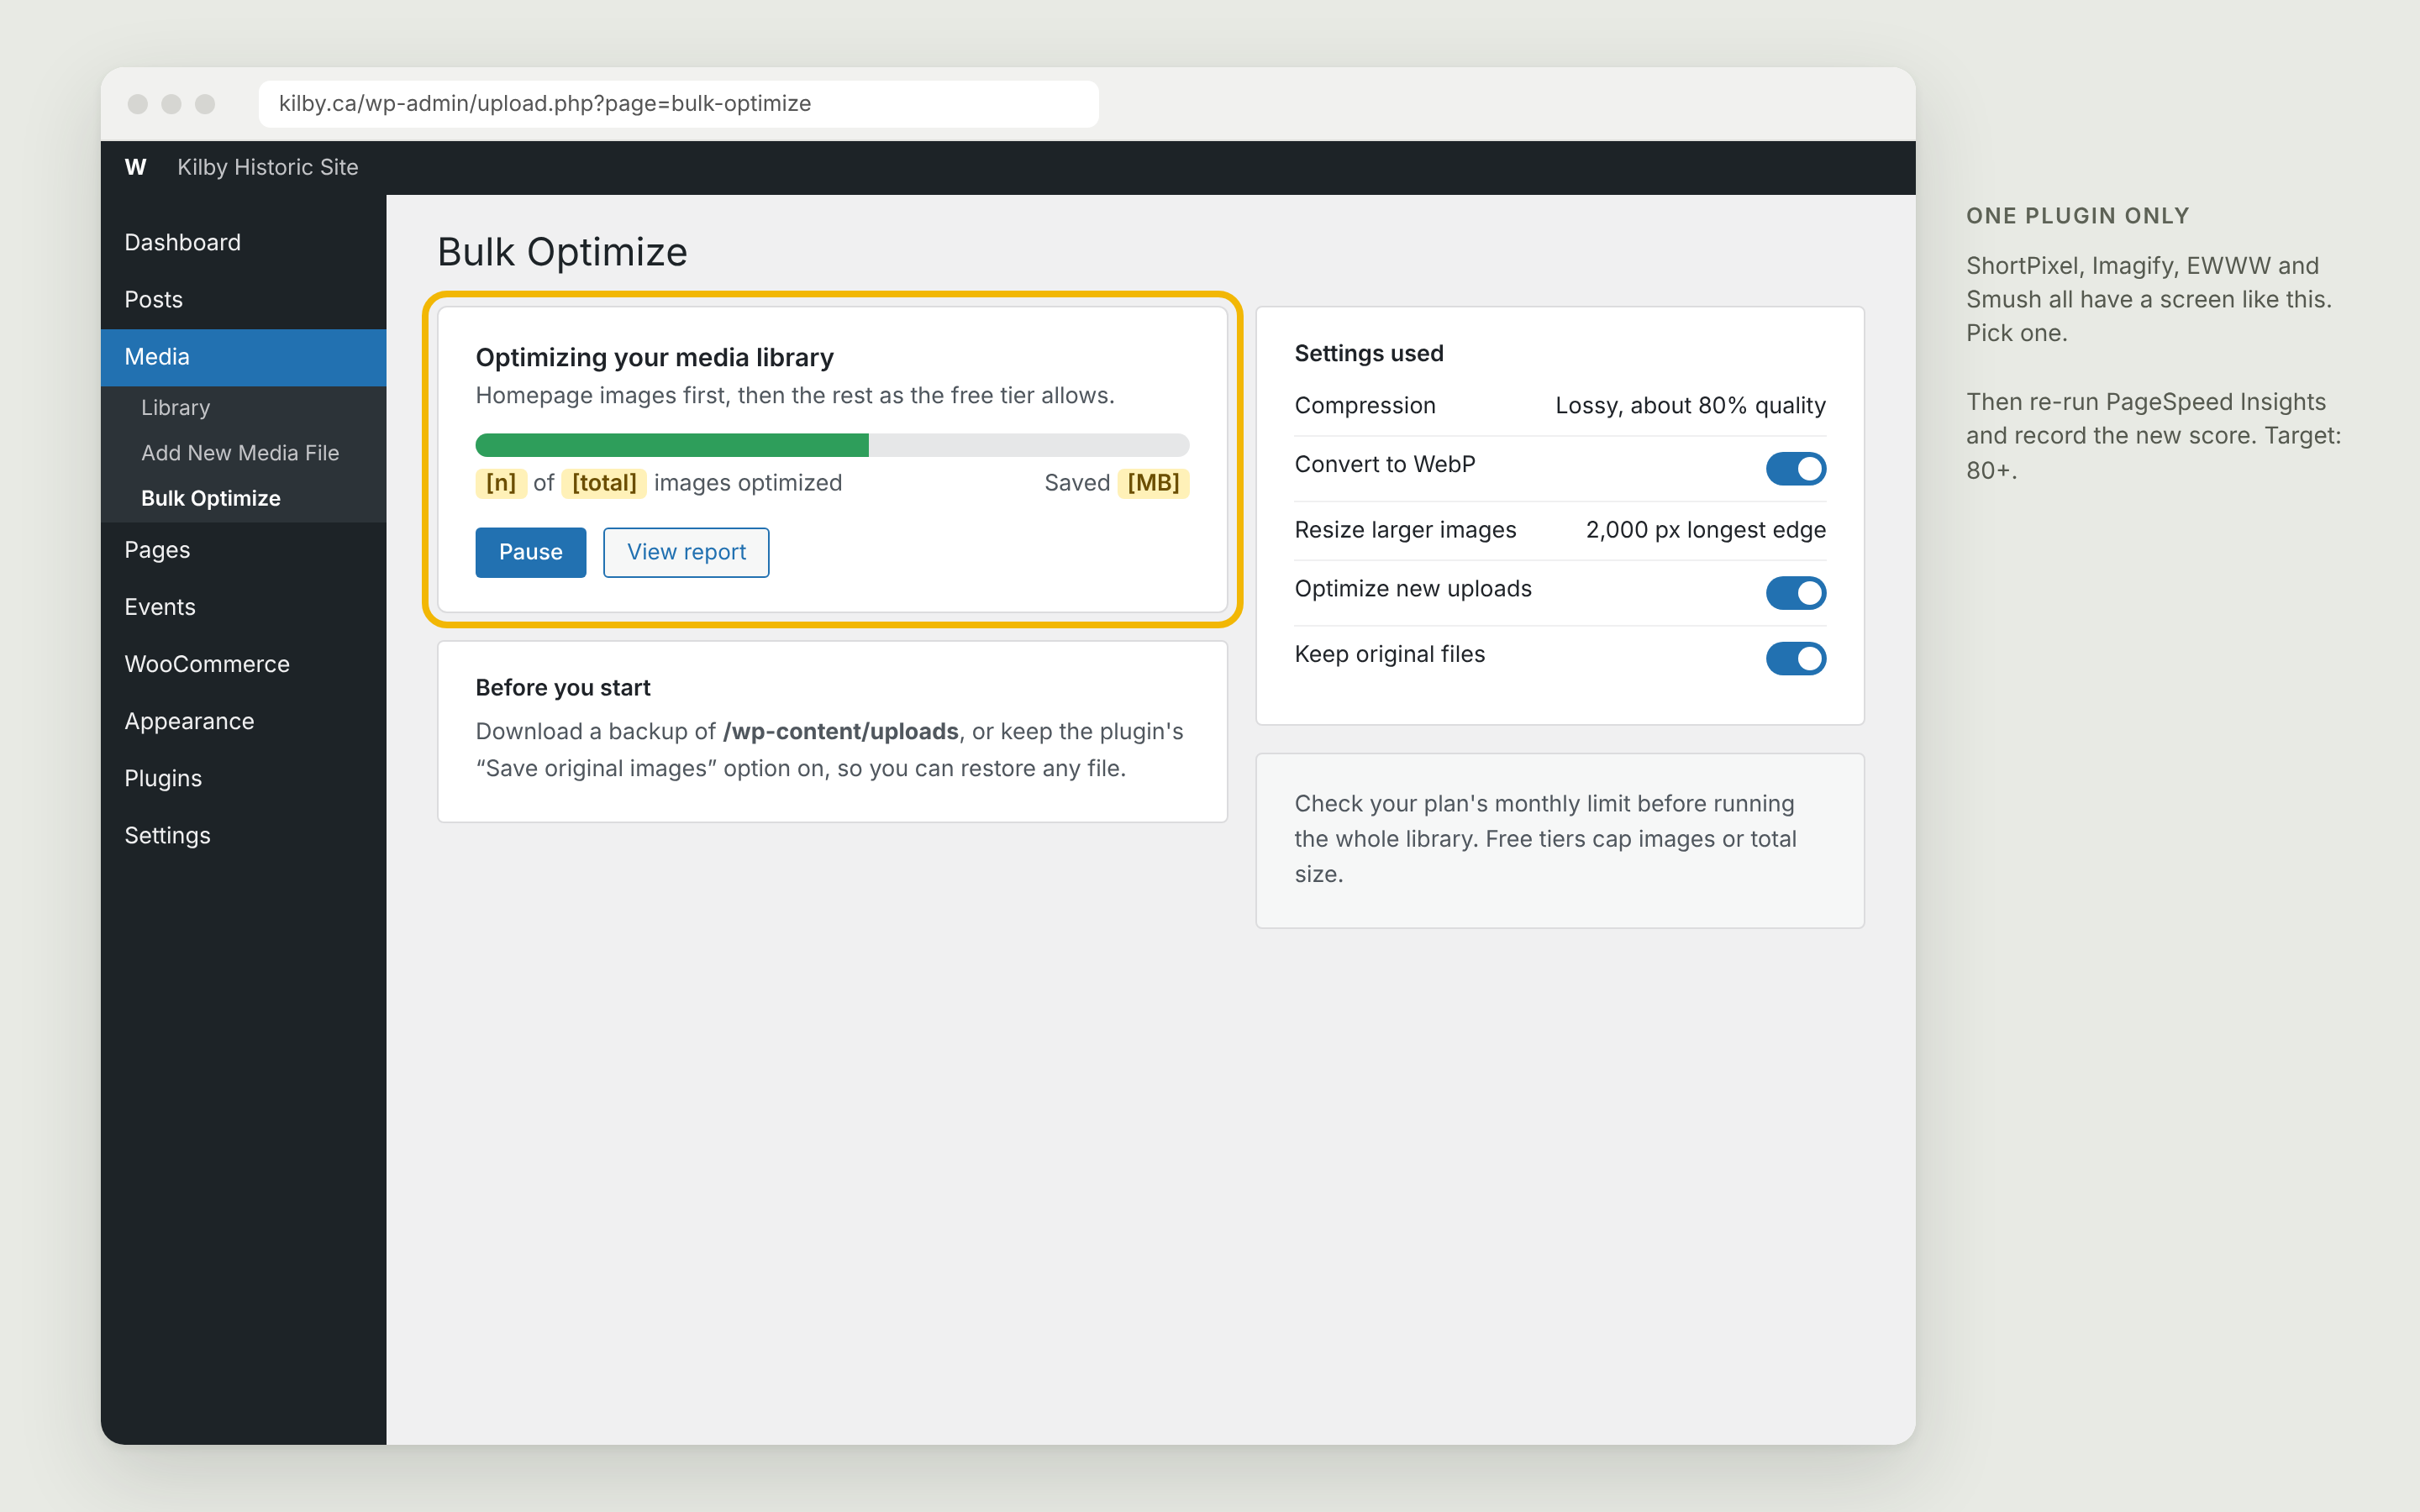 kilby.ca/wp-admin/upload.php?page=bulk-optimize
W Kilby Historic Site
Dashboard
Posts
Media
Library
Add New Media File
Bulk Optimize
Pages
Events
WooCommerce
Appearance
Plugins
Settings
Bulk Optimize
Optimizing your media library
Homepage images first, then the rest as the free tier allows.
[n] of [total] images optimized Saved [MB]
Pause View report
Before you start
Download a backup of /wp-content/uploads, or keep the plugin's
“Save original images” option on, so you can restore any file.
Settings used
Compression Lossy, about 80% quality
Convert to WebP
Resize larger images 2,000 px longest edge
Optimize new uploads
Keep original files
Check your plan's monthly limit before running
the whole library. Free tiers cap images or total
size.
ONE PLUGIN ONLY
ShortPixel, Imagify, EWWW and
Smush all have a screen like this.
Pick one.
Then re-run PageSpeed Insights
and record the new score. Target:
80+.